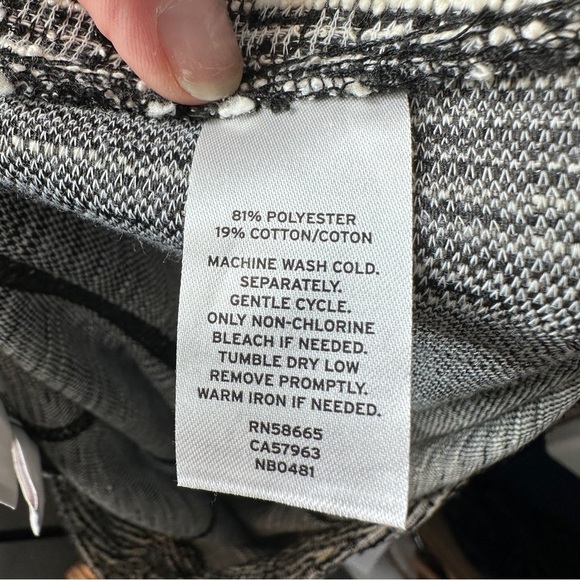 81% POLYESTER
19% COTTON/COTON
MACHINE WASH COLD.
SEPARATELY.
GENTLE CYCLE.
ONLY NON-CHLORINE
BLEACH IF NEEDED.
TUMBLE DRY LOW
REMOVE PROMPTLY.
WARM IRON IF NEEDED.
RN58665
CA57963
NB0481